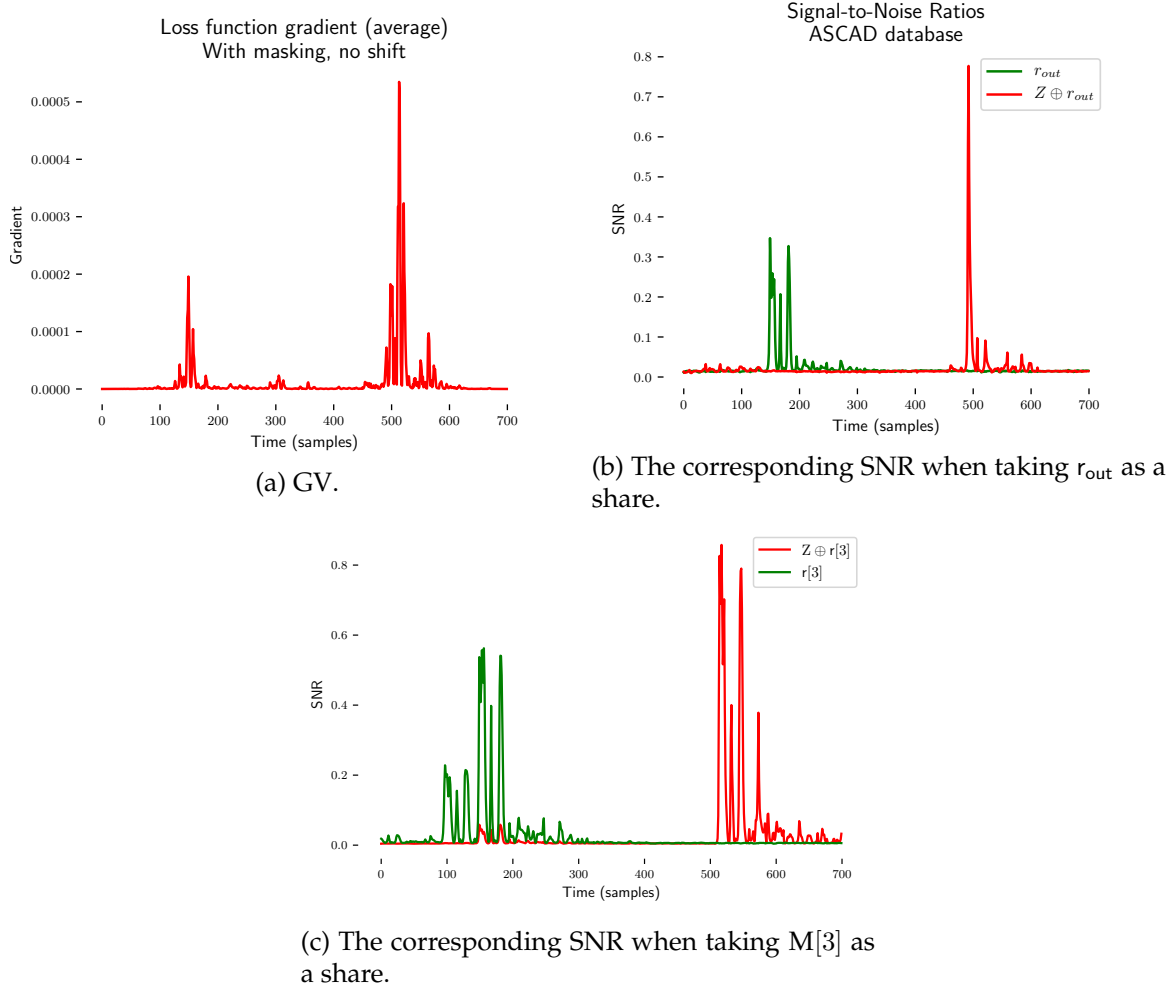 Loss function gradient (average)
With masking, no shift
0.0005
0.0004
0.0003
0.0002
0.0001
0.0000
Gradient
0 100 200 300 400 500 600 700
Time (samples)
(a) GV.
Signal-to-Noise Ratios
ASCAD database
0.8
0.7
0.6
0.5
0.4
0.3
0.2
0.1
0.0
SNR
r_out
Z ⊕ r_out
0 100 200 300 400 500 600 700
Time (samples)
(b) The corresponding SNR when taking r_out as a
share.
0.8
0.6
0.4
0.2
0.0
SNR
Z ⊕ r[3]
r[3]
0 100 200 300 400 500 600 700
Time (samples)
(c) The corresponding SNR when taking M[3] as
a share.